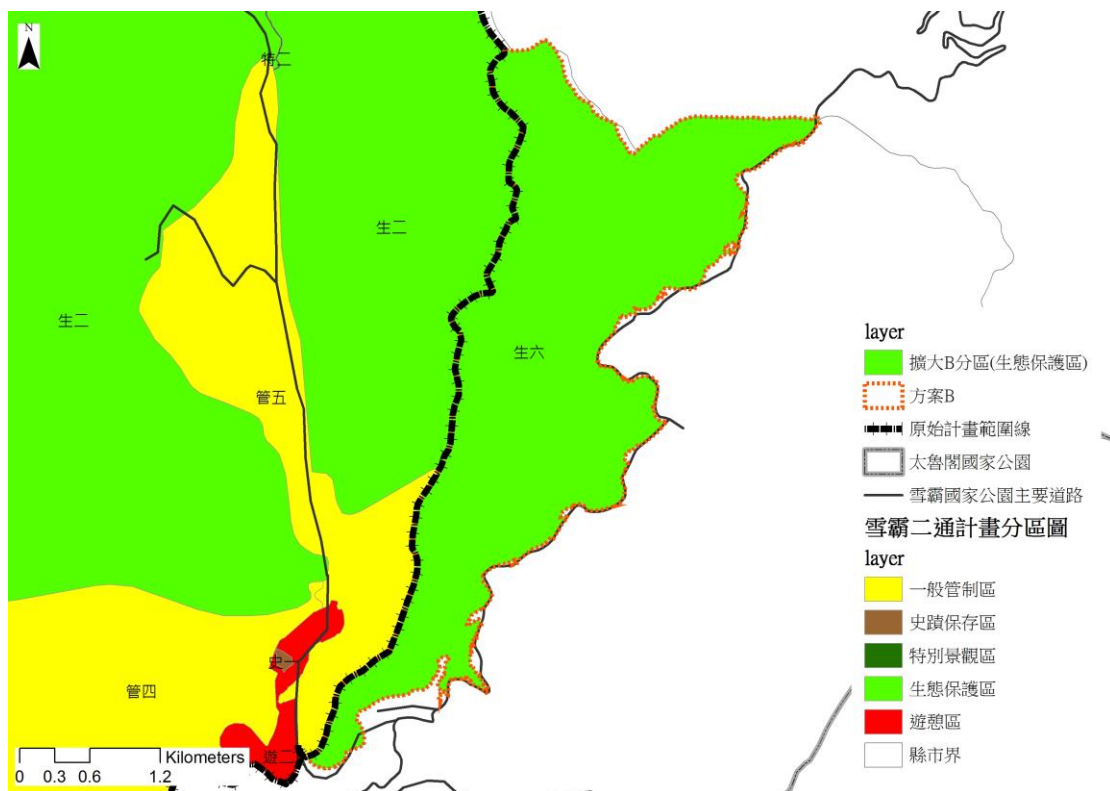 N
特二
生二
生二
管五
生六
史一
管四
遊二
Kilometers
0 0.3 0.6 1.2
layer
擴大B分區(生態保護區)
方案B
原始計畫範圍線
太魯閣國家公園
雪霸國家公園主要道路
雪霸二通計畫分區圖
layer
一般管制區
史蹟保存區
特別景觀區
生態保護區
遊憩區
縣市界